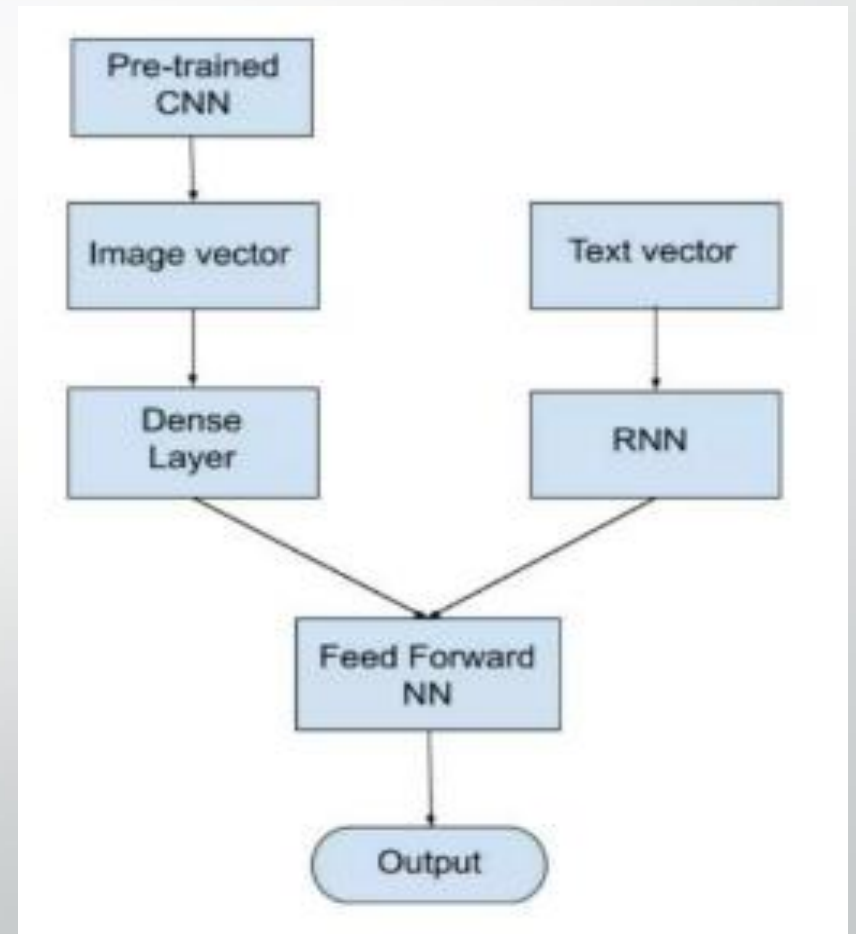 Pre-trained
CNN
Image vector
Text vector
Dense
Layer
RNN
Feed Forward
NN
Output